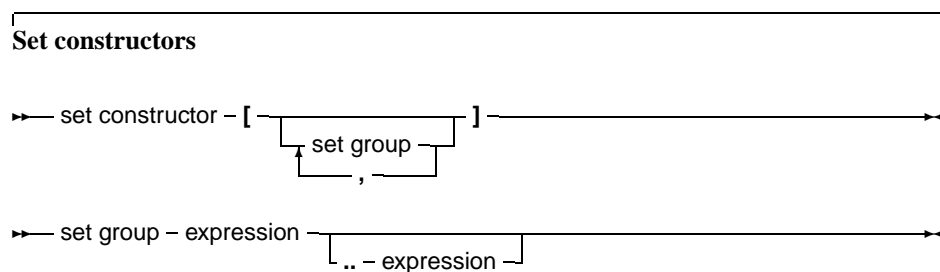 Set constructors
set constructor [ ]
set group
,
set group expression
.. expression